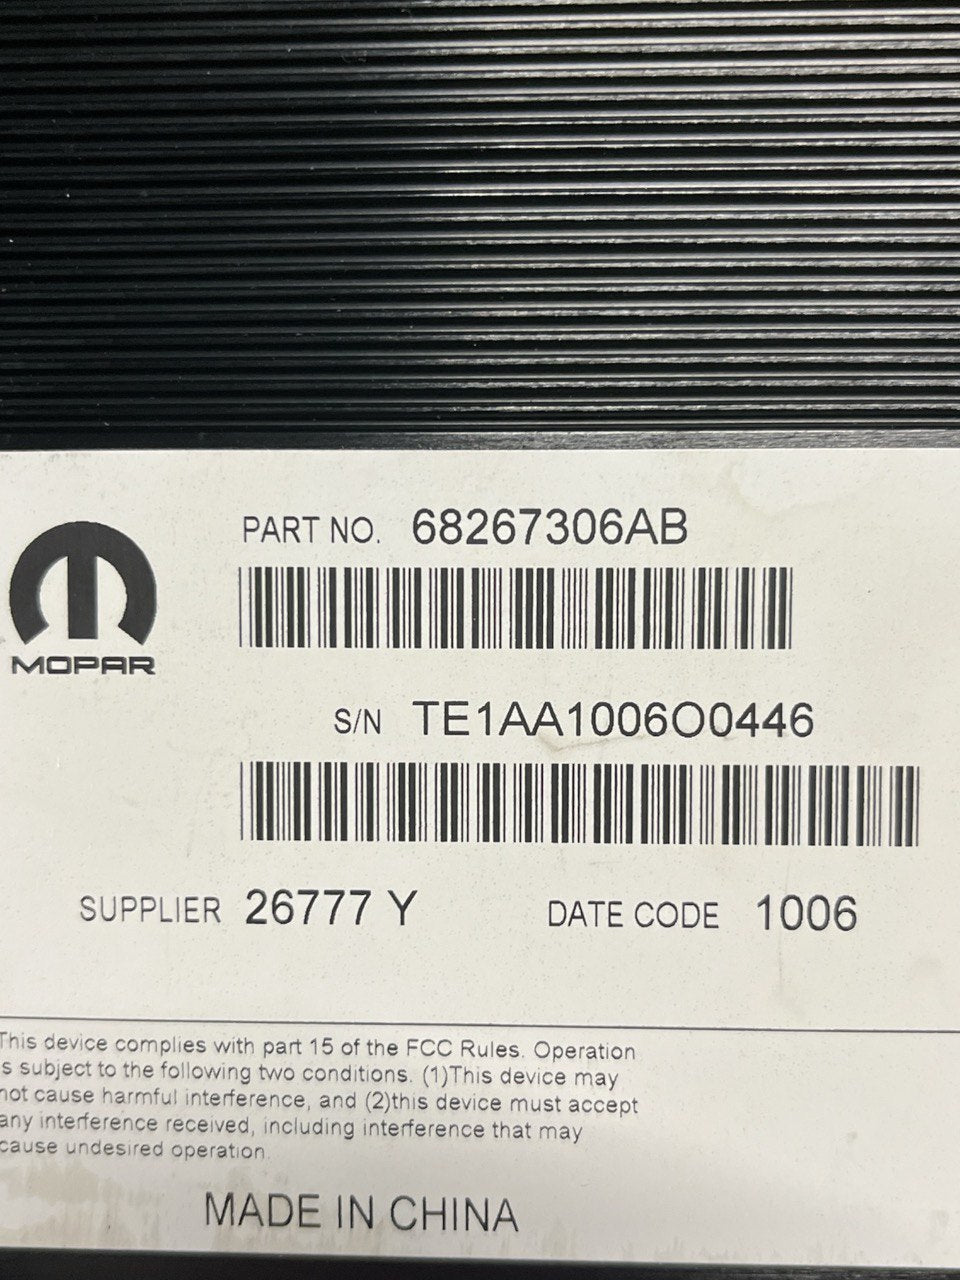 PART NO. 68267306AB
MOPAR
S/N TE1AA1006O0446
SUPPLIER 26777 Y DATE CODE 1006
This device complies with part 15 of the FCC Rules. Operation
s subject to the following two conditions. (1)This device may
not cause harmful interference, and (2)this device must accept
any interference received, including interference that may
cause undesired operation.
MADE IN CHINA